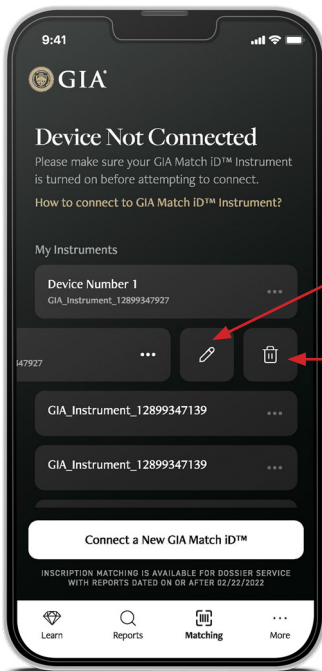 9:41
GIA
Device Not Connected
Please make sure your GIA Match iD™ Instrument
is turned on before attempting to connect.
How to connect to GIA Match iD™ Instrument?
My Instruments
Device Number 1
GIA_Instrument_12899347927
47927
GIA_Instrument_12899347139
GIA_Instrument_12899347139
Connect a New GIA Match iD™
INSCRIPTION MATCHING IS AVAILABLE FOR DOSSIER SERVICE
WITH REPORTS DATED ON OR AFTER 02/22/2022
Learn Reports Matching More